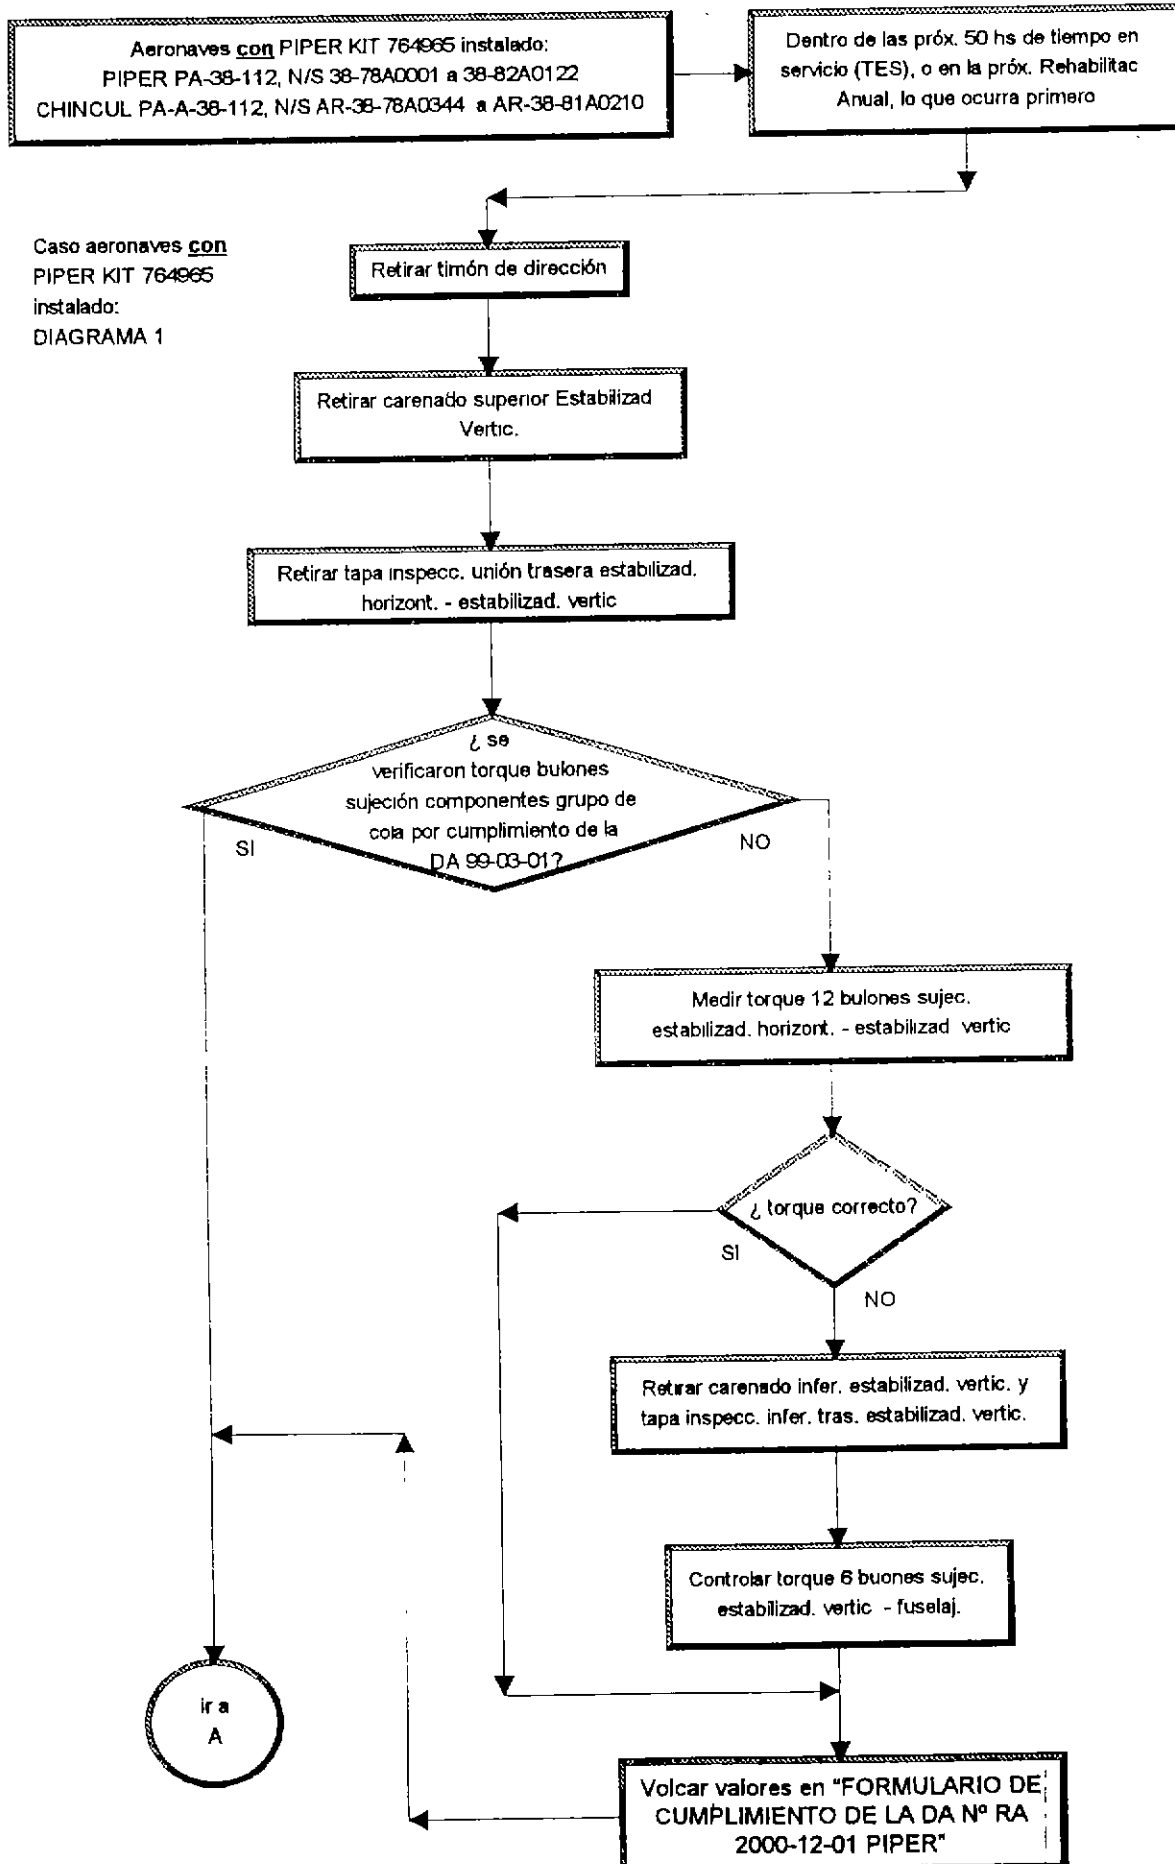 Aeronaves con PIPER KIT 764965 instalado:
PIPER PA-38-112, N/S 38-78A0001 a 38-82A0122
CHINCUL PA-A-38-112, N/S AR-38-78A0344 a AR-38-81A0210
Dentro de las próx. 50 hs de tiempo en
servicio (TES), o en la próx. Rehabilitac
Anual, lo que ocurra primero
Caso aeronaves con
PIPER KIT 764965
instalado:
DIAGRAMA 1
Retirar timón de dirección
Retirar carenado superior Estabilizad
Vertic.
Retirar tapa inspecc. unión trasera estabilizad.
horizont. - estabilizad. vertic
¿ se
verificaron torque bulones
sujeción componentes grupo de
cola por cumplimiento de la
DA 99-03-01?
SI
NO
Medir torque 12 bulones sujec.
estabilizad. horizont. - estabilizad vertic
¿ torque correcto?
SI
NO
Retirar carenado infer. estabilizad. vertic. y
tapa inspecc. infer. tras. estabilizad. vertic.
Controlar torque 6 buones sujec.
estabilizad. vertic - fuselaj.
ir a
A
Volcar valores en "FORMULARIO DE
CUMPLIMIENTO DE LA DA Nº RA
2000-12-01 PIPER"